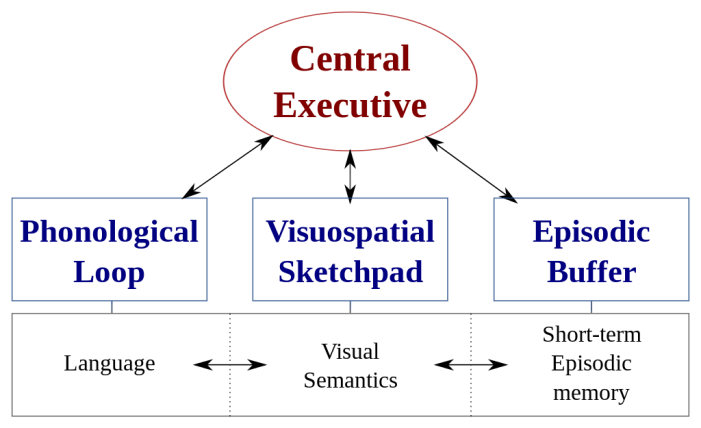 Central
Executive
Phonological
Loop
Visuospatial
Sketchpad
Episodic
Buffer
Language
Visual
Semantics
Short-term
Episodic
memory